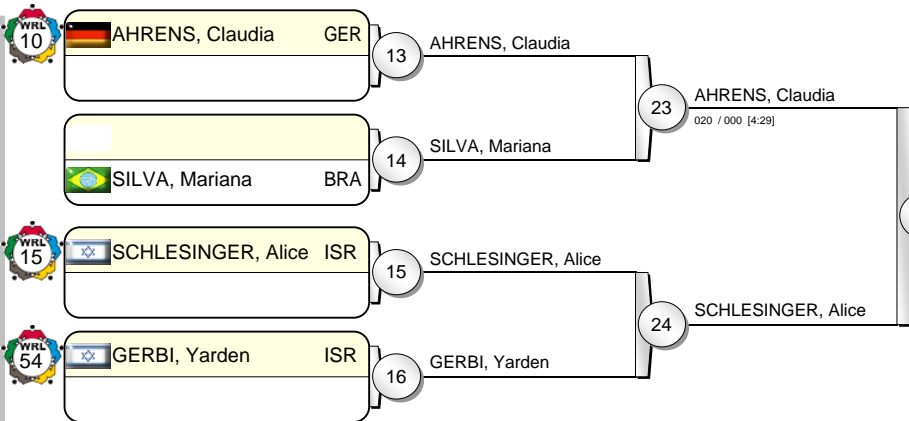 WRL
10
AHRENS, Claudia GER
13
AHRENS, Claudia
23
AHRENS, Claudia
020 / 000 [4:29]
14
SILVA, Mariana
SILVA, Mariana BRA
WRL
15
SCHLESINGER, Alice ISR
15
SCHLESINGER, Alice
24
SCHLESINGER, Alice
WRL
54
GERBI, Yarden ISR
16
GERBI, Yarden